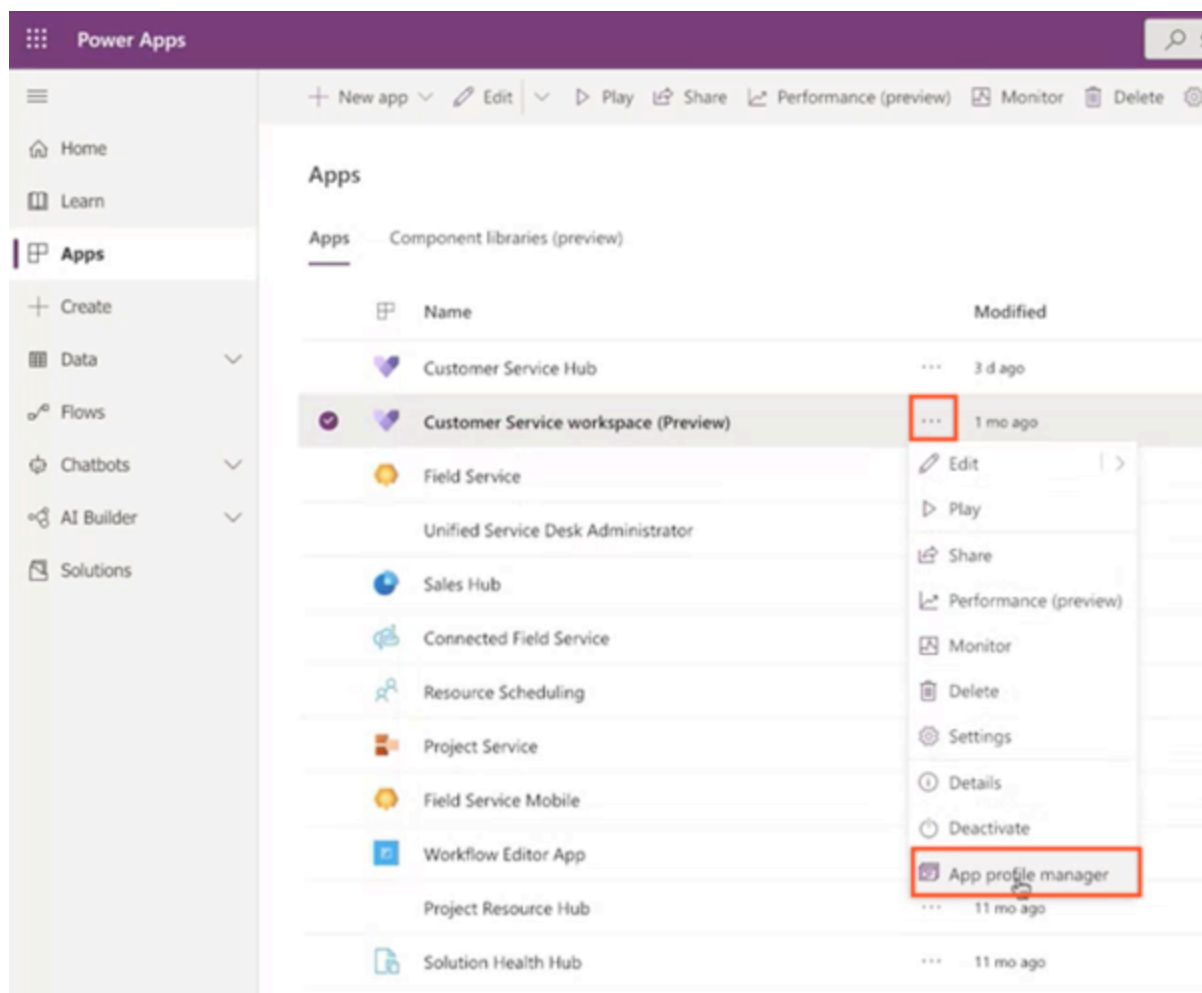 Power Apps
New app Edit Play Share Performance (preview) Monitor Delete
Home
Learn
Apps
Create
Data
Flows
Chatbots
AI Builder
Solutions
Apps
Apps Component libraries (preview)
Name Modified
Customer Service Hub ... 3 d ago
Customer Service workspace (Preview) ... 1 mo ago
Field Service
Unified Service Desk Administrator
Sales Hub
Connected Field Service
Resource Scheduling
Project Service
Field Service Mobile
Workflow Editor App
Project Resource Hub ... 11 mo ago
Solution Health Hub ... 11 mo ago
Edit
Play
Share
Performance (preview)
Monitor
Delete
Settings
Details
Deactivate
App profile manager